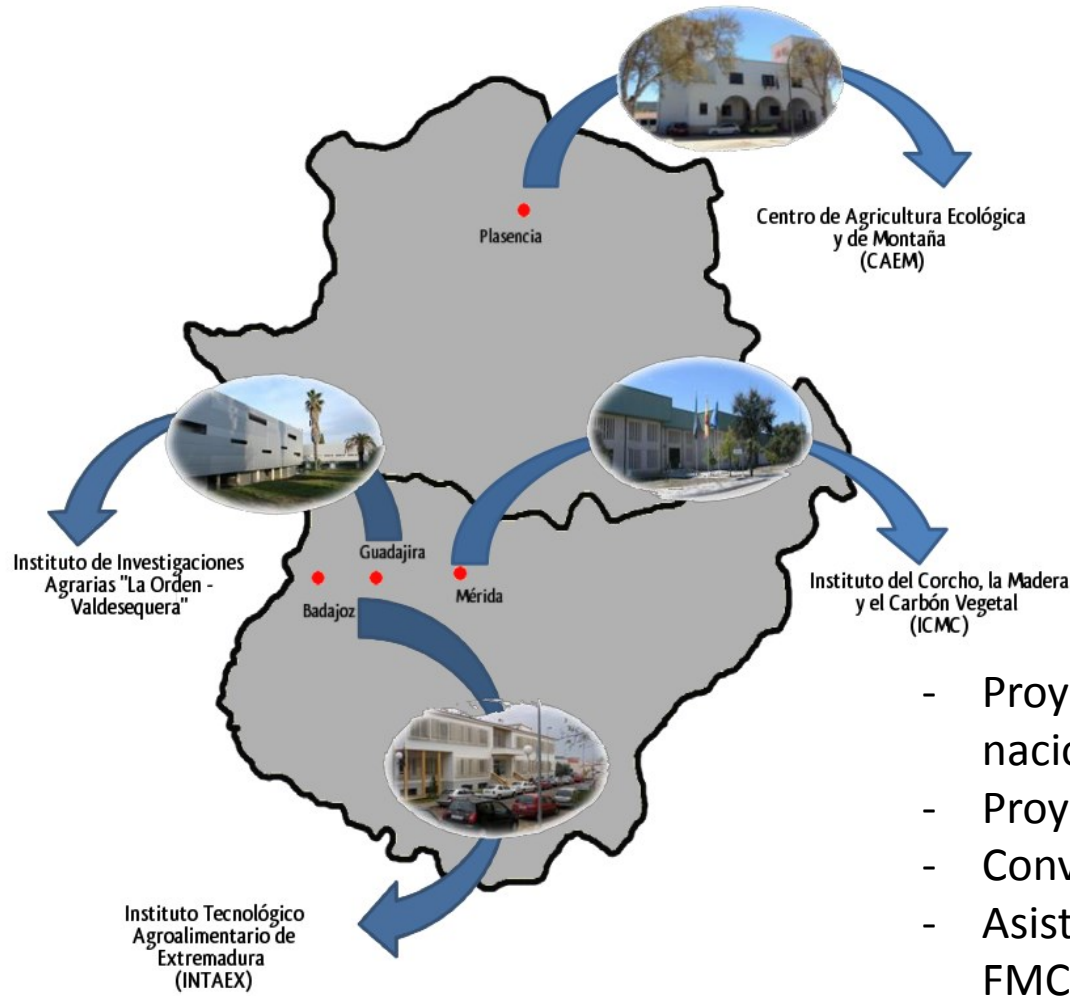 Plasencia
Centro de Agricultura Ecológica
y de Montaña
(CAEM)
Guadajira
Badajoz
Mérida
Instituto de Investigaciones
Agrarias "La Orden -
Valdesequera"
Instituto del Corcho, la Madera
y el Carbón Vegetal
(ICMC)
Instituto Tecnológico
Agroalimentario de
Extremadura
(INTAEX)
- Proy
nacio
- Proy
- Conv
- Asist
FMC